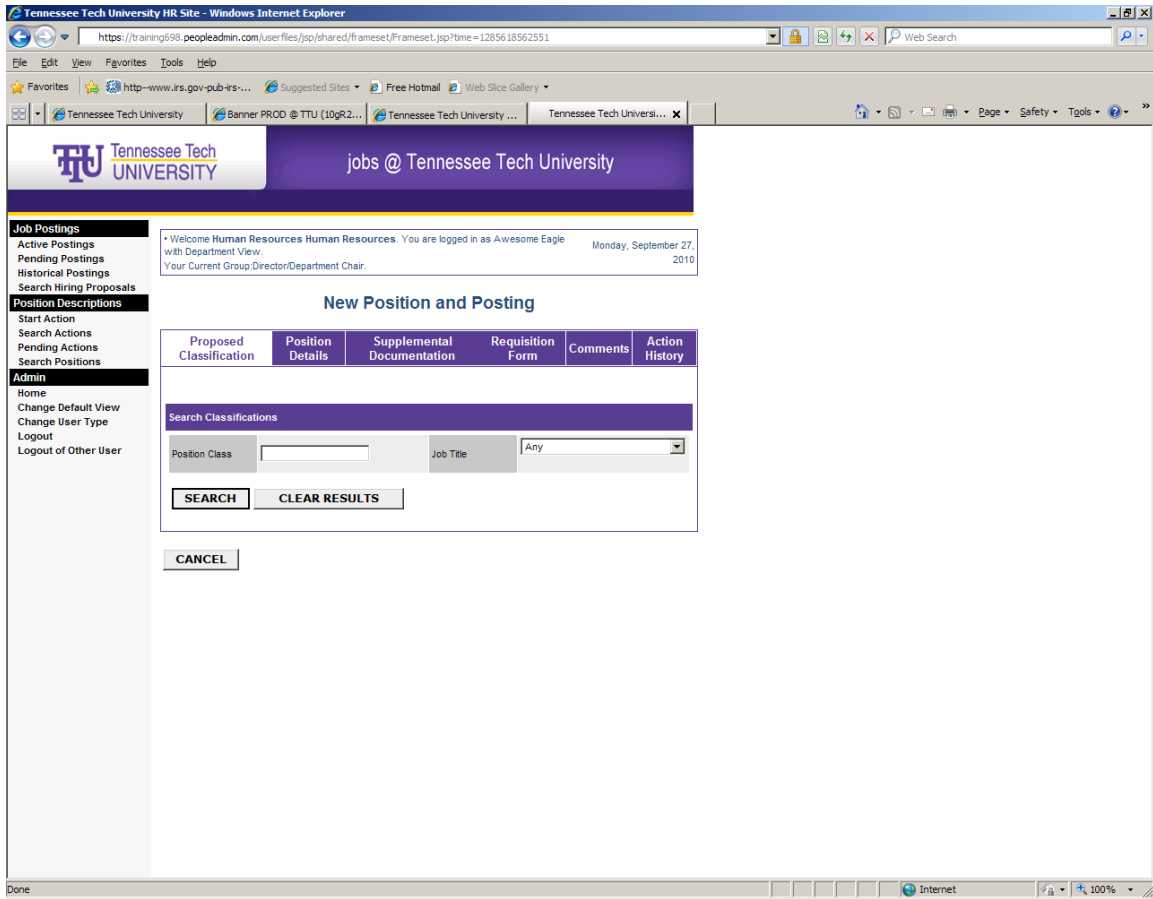 Tennessee Tech University HR Site - Windows Internet Explorer
https://training698.peopleadmin.com/userfiles/jsp/shared/frameset/Frameset.jsp?time=1285618562551
Web Search
File Edit View Favorites Tools Help
Favorites http--www.irs.gov-pub-irs-... Suggested Sites Free Hotmail Web Slice Gallery
Tennessee Tech University Banner PROD @ TTU (10gR2... Tennessee Tech University ... Tennessee Tech Universi... X
Page Safety Tools »
TTU Tennessee Tech UNIVERSITY
jobs @ Tennessee Tech University
Job Postings
Active Postings
Pending Postings
Historical Postings
Search Hiring Proposals
Position Descriptions
Start Action
Search Actions
Pending Actions
Search Positions
Admin
Home
Change Default View
Change User Type
Logout
Logout of Other User
• Welcome Human Resources Human Resources. You are logged in as Awesome Eagle
with Department View.
Your Current Group:Director/Department Chair.
Monday, September 27,
2010
New Position and Posting
Proposed Classification
Position Details
Supplemental Documentation
Requisition Form
Comments
Action History
Search Classifications
Position Class
Job Title Any
SEARCH CLEAR RESULTS
CANCEL
Done
Internet
100%